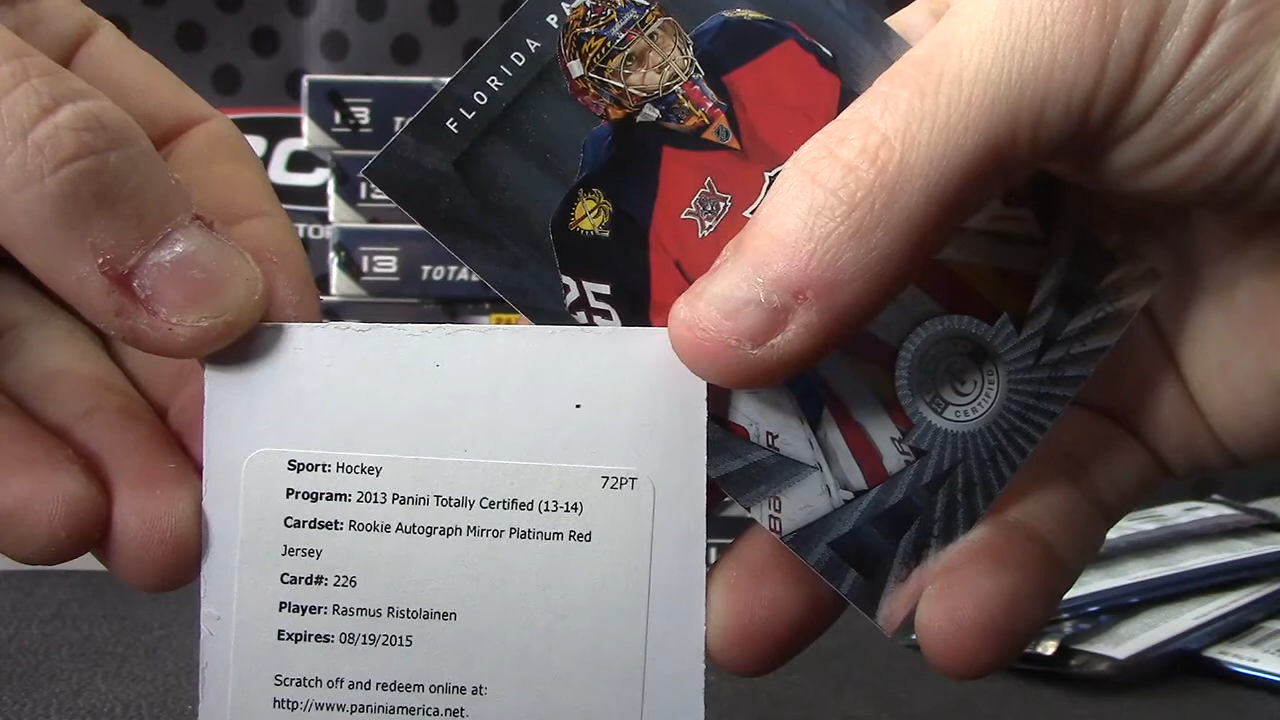 FLORIDA PA
13
13
13 TOTAL
25
CERTIFIED
72PT
Sport: Hockey
Program: 2013 Panini Totally Certified (13-14)
Cardset: Rookie Autograph Mirror Platinum Red
Jersey
Card#: 226
Player: Rasmus Ristolainen
Expires: 08/19/2015
Scratch off and redeem online at:
http://www.paniniamerica.net.